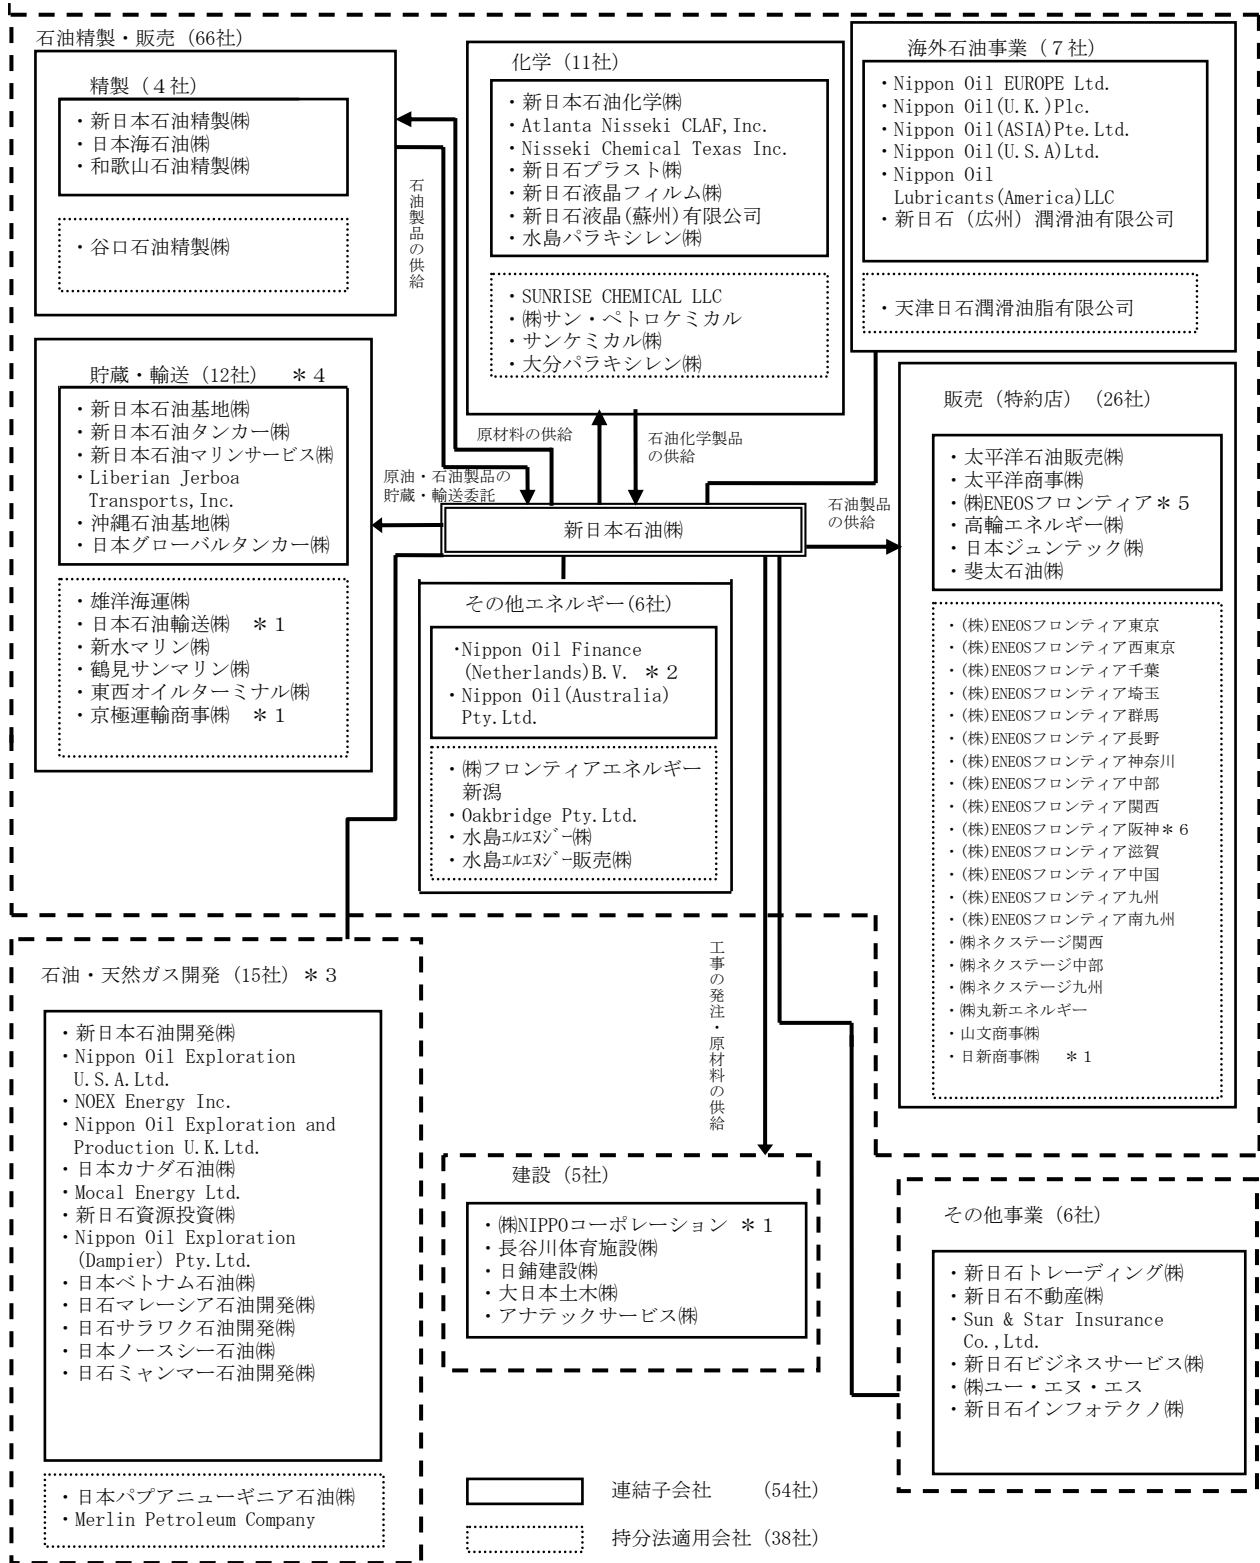 石油精製・販売（66社）
精製（４社）
・新日本石油精製㈱
・日本海石油㈱
・和歌山石油精製㈱
・谷口石油精製㈱
石油製品の供給
化学（11社）
・新日本石油化学㈱
・Atlanta Nisseki CLAF,Inc.
・Nisseki Chemical Texas Inc.
・新日石プラスト㈱
・新日石液晶フィルム㈱
・新日石液晶(蘇州)有限公司
・水島パラキシレン㈱
・SUNRISE CHEMICAL LLC
・㈱サン・ペトロケミカル
・サンケミカル㈱
・大分パラキシレン㈱
海外石油事業（７社）
・Nippon Oil EUROPE Ltd.
・Nippon Oil(U.K.)Plc.
・Nippon Oil(ASIA)Pte.Ltd.
・Nippon Oil(U.S.A)Ltd.
・Nippon Oil
Lubricants(America)LLC
・新日石（広州）潤滑油有限公司
・天津日石潤滑油脂有限公司
貯蔵・輸送（12社） ＊４
・新日本石油基地㈱
・新日本石油タンカー㈱
・新日本石油マリンサービス㈱
・Liberian Jerboa
Transports,Inc.
・沖縄石油基地㈱
・日本グローバルタンカー㈱
・雄洋海運㈱
・日本石油輸送㈱ ＊１
・新水マリン㈱
・鶴見サンマリン㈱
・東西オイルターミナル㈱
・京極運輸商事㈱ ＊１
原材料の供給
石油化学製品
の供給
原油・石油製品の
貯蔵・輸送委託
新日本石油㈱
石油製品
の供給
販売（特約店）（26社）
・太平洋石油販売㈱
・太平洋商事㈱
・㈱ENEOSフロンティア＊５
・高輪エネルギー㈱
・日本ジュンテック㈱
・斐太石油㈱
・(株)ENEOSフロンティア東京
・(株)ENEOSフロンティア西東京
・(株)ENEOSフロンティア千葉
・(株)ENEOSフロンティア埼玉
・(株)ENEOSフロンティア群馬
・(株)ENEOSフロンティア長野
・(株)ENEOSフロンティア神奈川
・(株)ENEOSフロンティア中部
・(株)ENEOSフロンティア関西
・(株)ENEOSフロンティア阪神＊６
・(株)ENEOSフロンティア滋賀
・(株)ENEOSフロンティア中国
・(株)ENEOSフロンティア九州
・(株)ENEOSフロンティア南九州
・㈱ネクステージ関西
・㈱ネクステージ中部
・㈱ネクステージ九州
・㈱丸新エネルギー
・山文商事㈱
・日新商事㈱ ＊１
その他エネルギー(6社)
・Nippon Oil Finance
(Netherlands)B.V. ＊２
・Nippon Oil(Australia)
Pty.Ltd.
・㈱フロンティアエネルギー
新潟
・Oakbridge Pty.Ltd.
・水島ｴﾙｴﾇｼﾞｰ㈱
・水島ｴﾙｴﾇｼﾞｰ販売㈱
石油・天然ガス開発（15社）＊３
・新日本石油開発㈱
・Nippon Oil Exploration
U.S.A.Ltd.
・NOEX Energy Inc.
・Nippon Oil Exploration and
Production U.K.Ltd.
・日本カナダ石油㈱
・Mocal Energy Ltd.
・新日石資源投資㈱
・Nippon Oil Exploration
(Dampier) Pty.Ltd.
・日本ベトナム石油㈱
・日石マレーシア石油開発㈱
・日石サラワク石油開発㈱
・日本ノースシー石油㈱
・日石ミャンマー石油開発㈱
・日本パプアニューギニア石油㈱
・Merlin Petroleum Company
工事の発注・原材料の供給
建設（5社）
・㈱NIPPOコーポレーション ＊１
・長谷川体育施設㈱
・日鋪建設㈱
・大日本土木㈱
・アナテックサービス㈱
その他事業（6社）
・新日石トレーディング㈱
・新日石不動産㈱
・Sun & Star Insurance
Co.,Ltd.
・新日石ビジネスサービス㈱
・㈱ユー・エヌ・エス
・新日石インフォテクノ㈱
連結子会社 （54社）
持分法適用会社（38社）